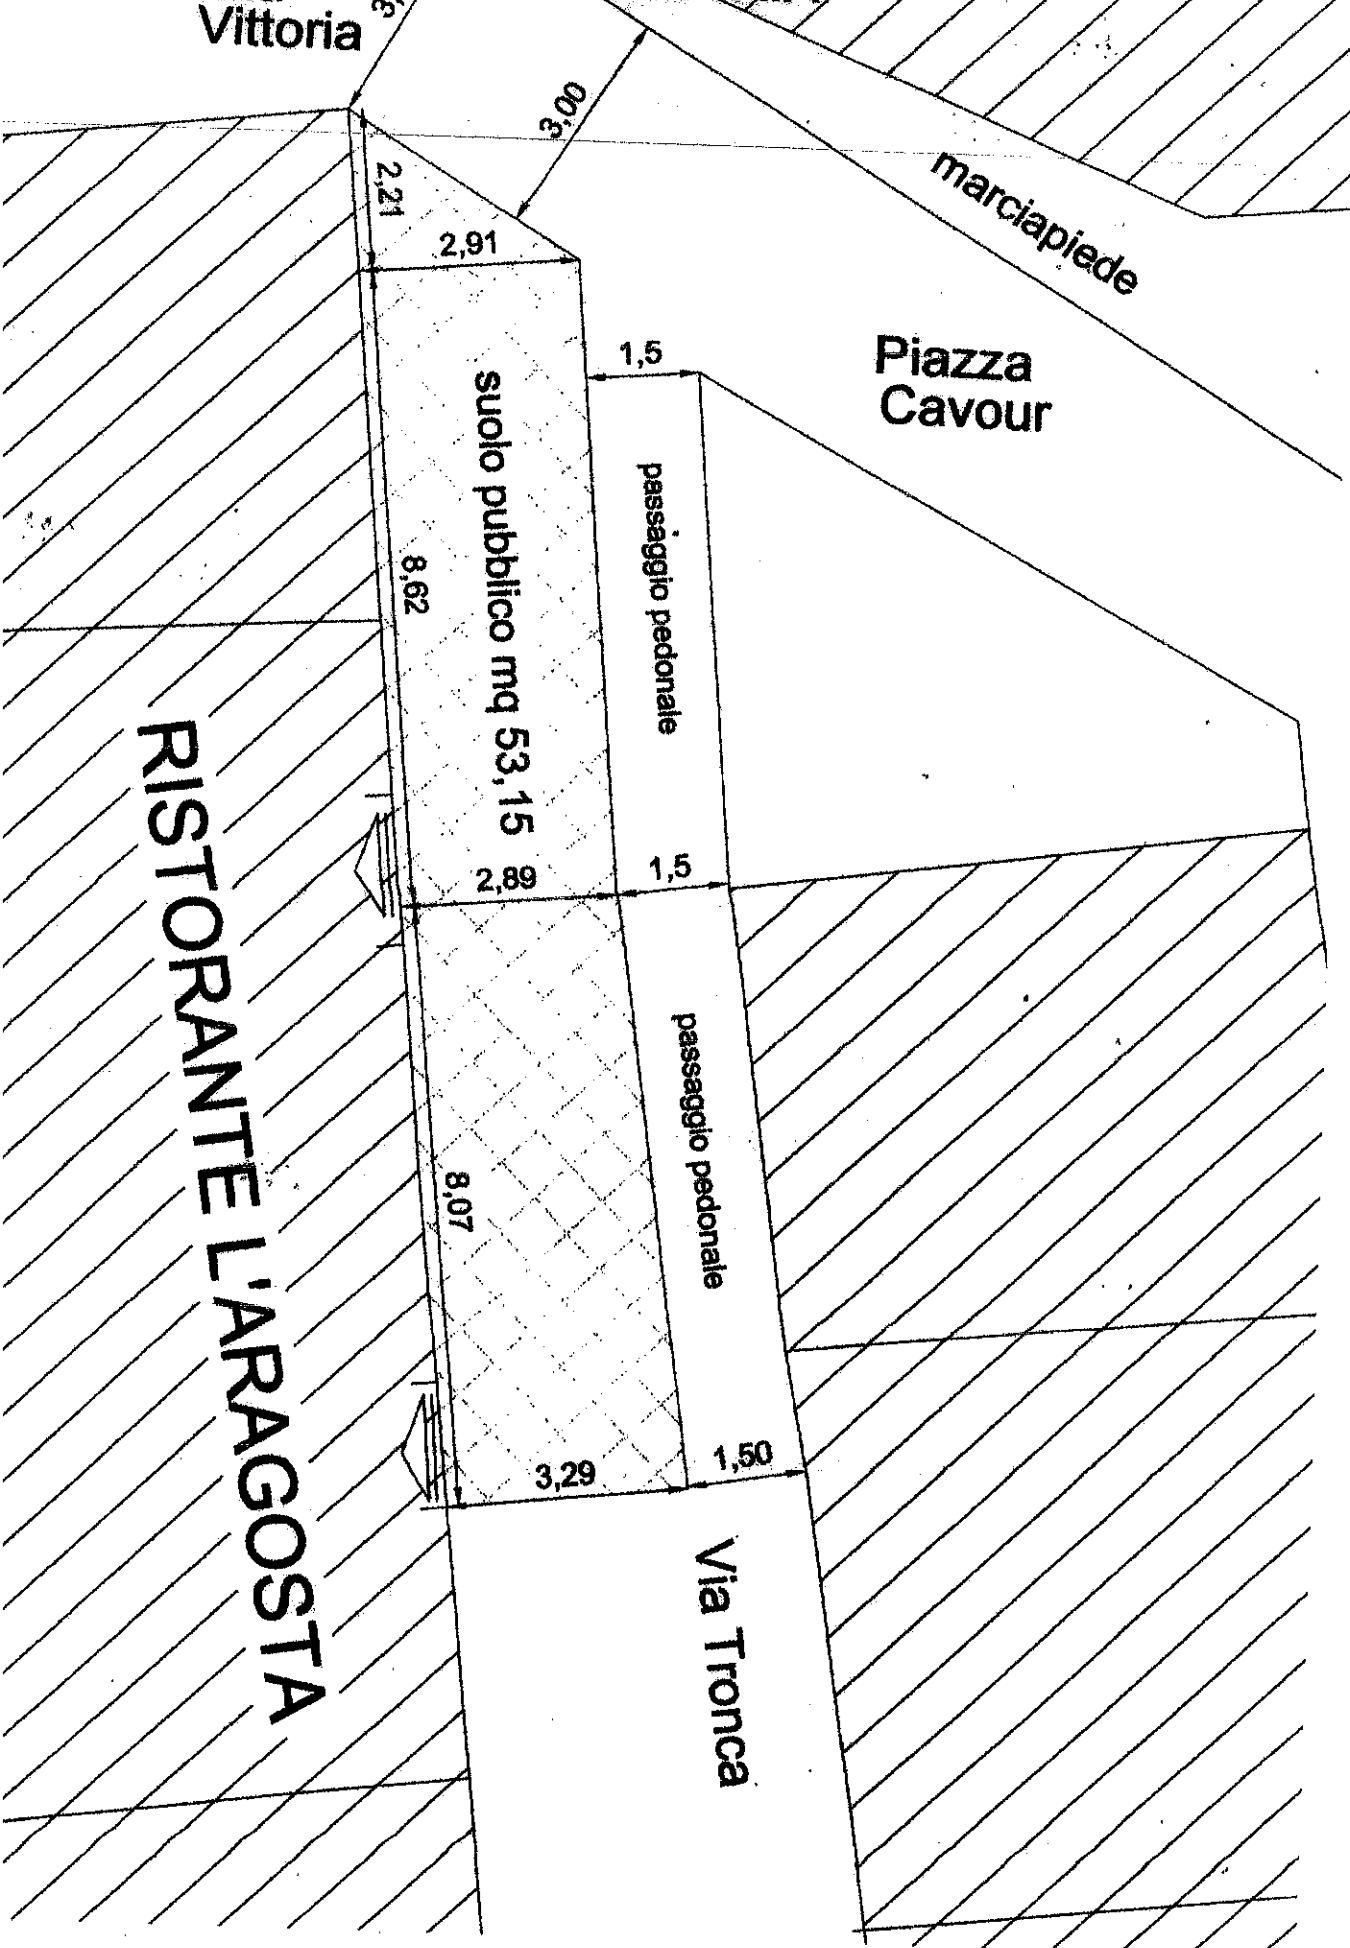 Vittoria
3,
3,00
marciapiede
2,21
2,91
Piazza
Cavour
1,5
suolo pubblico mq 53,15
passaggio pedonale
8,62
2,89
1,5
RISTORANTE L'ARAGOSTA
passaggio pedonale
8,07
3,29
1,50
Via Tronca